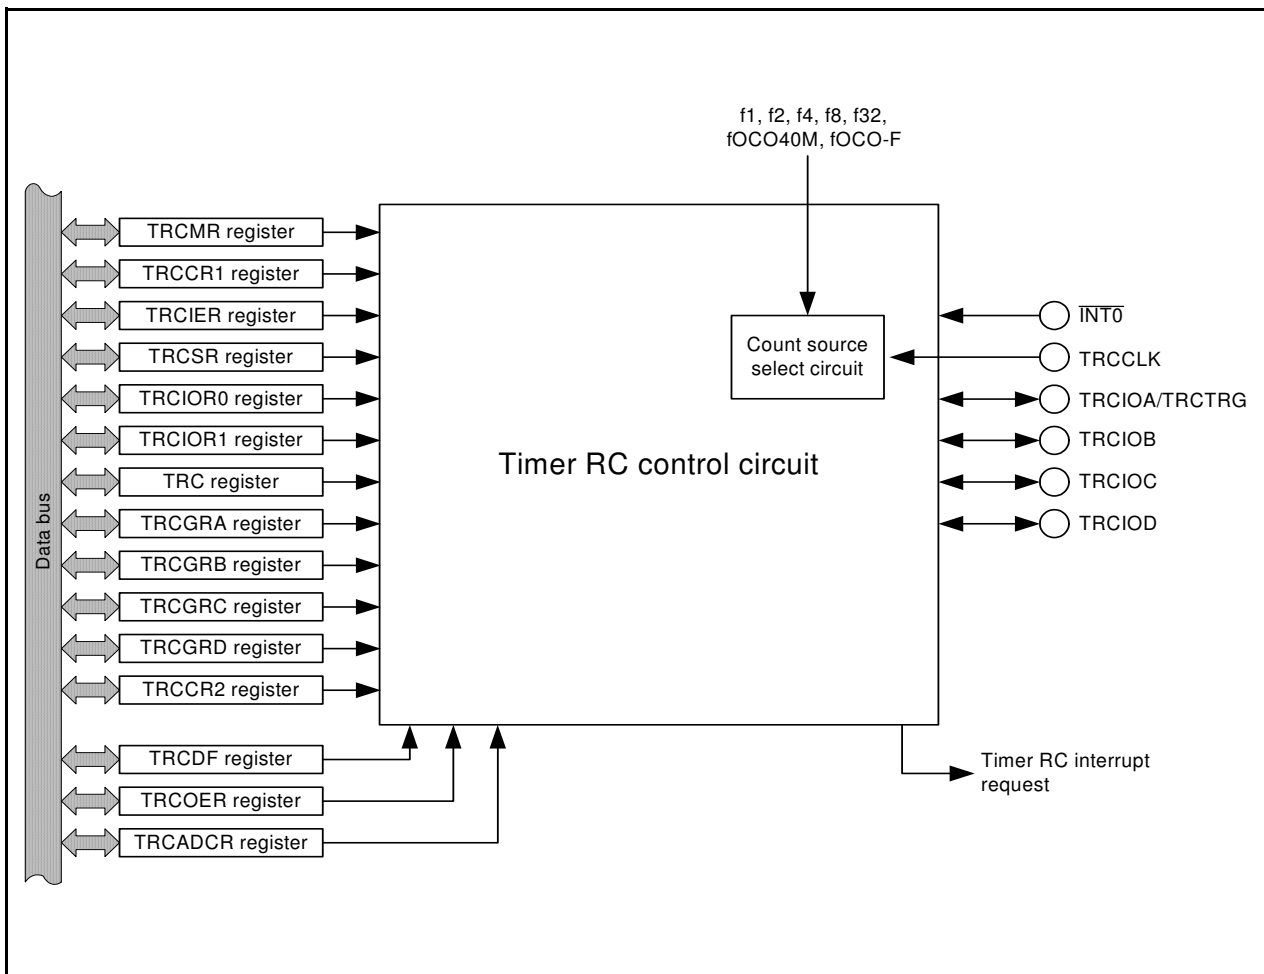 f1, f2, f4, f8, f32,
fOCO40M, fOCO-F
Data bus
TRCMR register
TRCCR1 register
TRCIER register
TRCSR register
TRCIOR0 register
TRCIOR1 register
TRC register
TRCGRA register
TRCGRB register
TRCGRC register
TRCGRD register
TRCCR2 register
TRCDF register
TRCOER register
TRCADCR register
Timer RC control circuit
Count source
select circuit
INT0
TRCCLK
TRCIOA/TRCTRG
TRCIOB
TRCIOC
TRCIOD
Timer RC interrupt
request